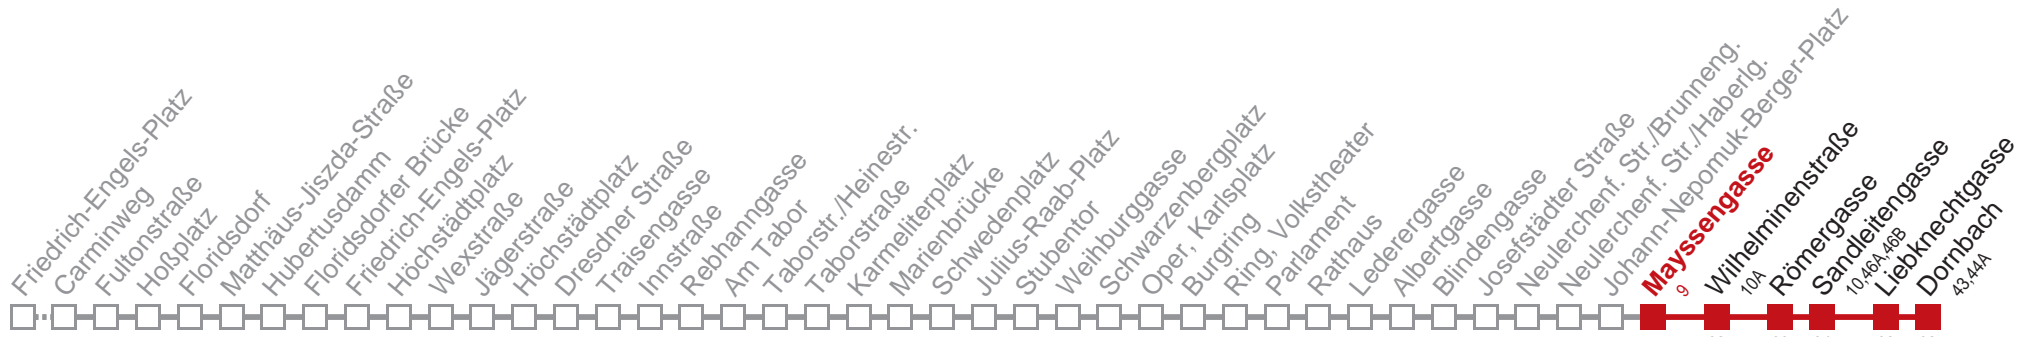 Friedrich-Engels-Platz
Carminweg
Fultonstraße
Hoßplatz
Floridsdorf
Matthäus-Jiszda-Straße
Hubertusdamm
Floridsdorfer Brücke
Friedrich-Engels-Platz
Höchstädtplatz
Wexstraße
Jägerstraße
Höchstädtplatz
Dresdner Straße
Traisengasse
Innstraße
Rebhanngasse
Am Tabor
Taborstr./Heinestr.
Taborstraße
Karmeliterplatz
Marienbrücke
Schwedenplatz
Julius-Raab-Platz
Stubentor
Weihburggasse
Schwarzenbergplatz
Oper, Karlsplatz
Burgring
Ring, Volkstheater
Parlament
Rathaus
Lederergasse
Albertgasse
Blindengasse
Josefstädter Straße
Neulerchenf. Str./Brunneng.
Neulerchenf. Str./Haberlg.
Johann-Nepomuk-Berger-Platz
Mayssengasse
9
Wilhelminenstraße
10A
Römergasse
Sandleitengasse
10,46A,46B
Liebknechtgasse
Dornbach
43,44A